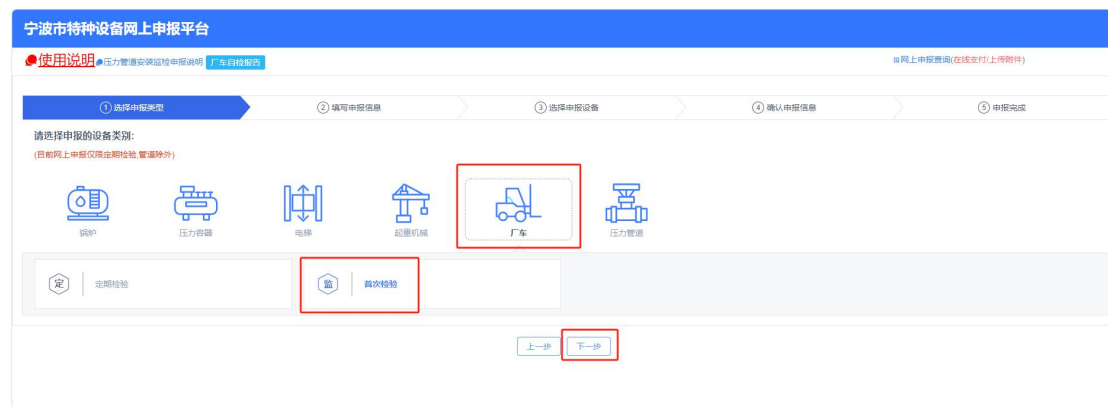 宁波市特种设备网上申报平台
使用说明 压力管道安装监检申报说明 厂车自检报告 网上申报查询(在线支付/上传附件)
1 选择申报类型 2 填写申报信息 3 选择申报设备 4 确认申报信息 5 申报完成
请选择申报的设备类别:
(目前网上申报仅限定期检验,管道除外)
锅炉 压力容器 电梯 起重机械 厂车 压力管道
定 定期检验 监 首次检验
上一步 下一步